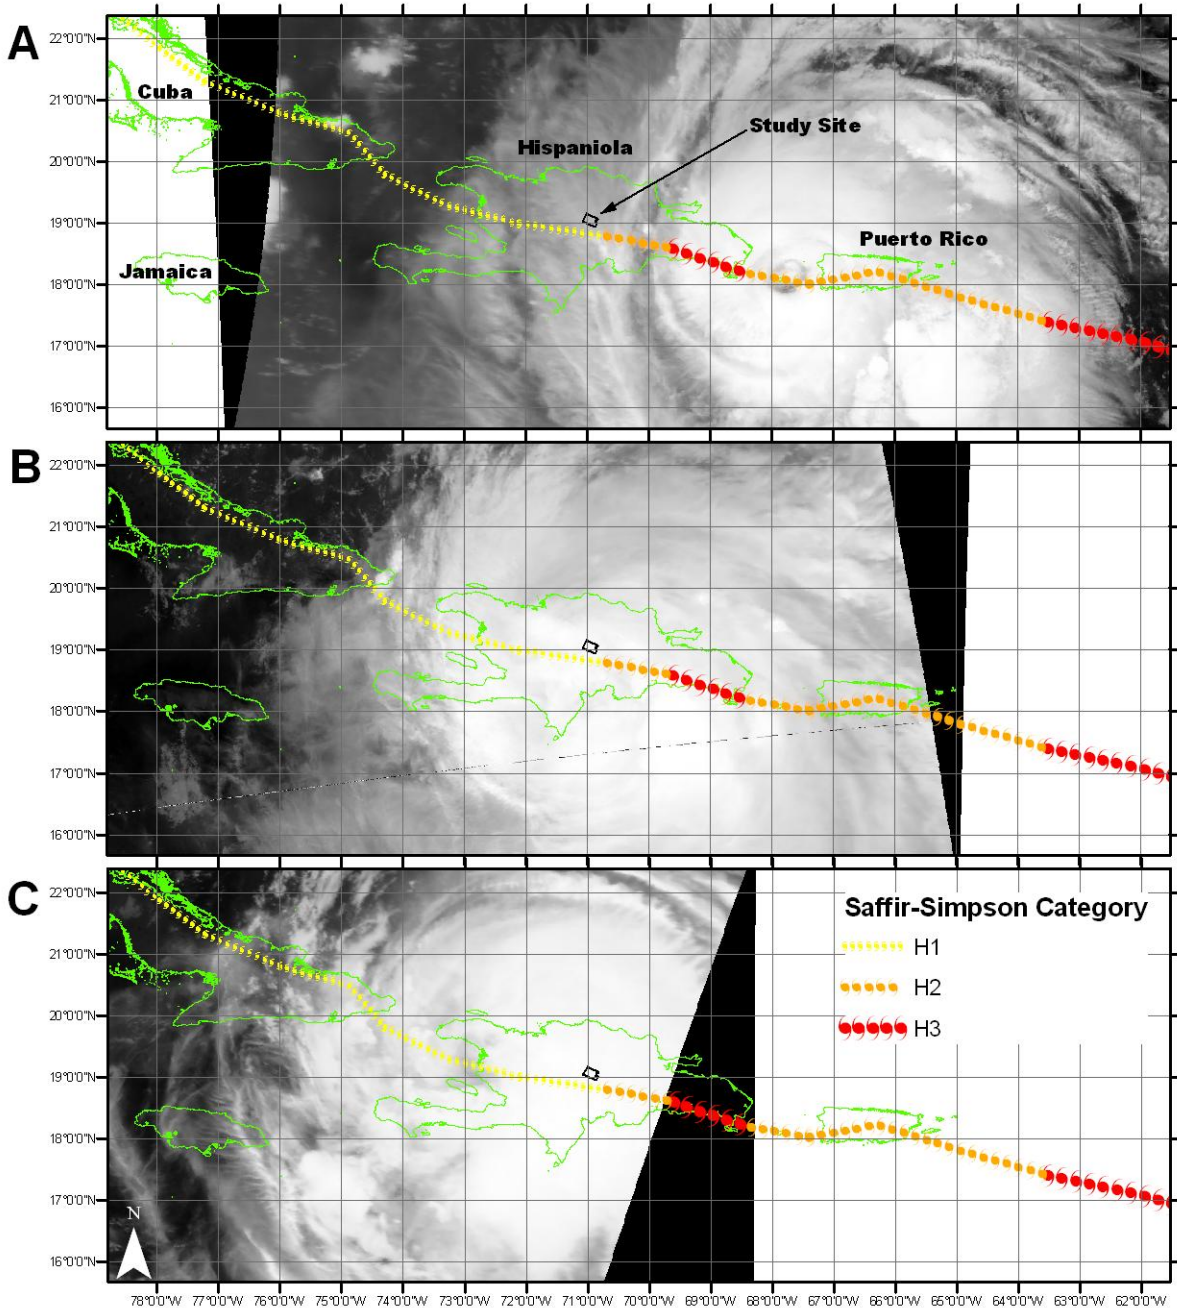 A
22°0'0"N
21°0'0"N
20°0'0"N
19°0'0"N
18°0'0"N
17°0'0"N
16°0'0"N
Cuba
Study Site
Hispaniola
Puerto Rico
Jamaica
B
22°0'0"N
21°0'0"N
20°0'0"N
19°0'0"N
18°0'0"N
17°0'0"N
16°0'0"N
C
22°0'0"N
21°0'0"N
20°0'0"N
19°0'0"N
18°0'0"N
17°0'0"N
16°0'0"N
Saffir-Simpson Category
H1
H2
H3
N
78°0'0"W 77°0'0"W 76°0'0"W 75°0'0"W 74°0'0"W 73°0'0"W 72°0'0"W 71°0'0"W 70°0'0"W 69°0'0"W 68°0'0"W 67°0'0"W 66°0'0"W 65°0'0"W 64°0'0"W 63°0'0"W 62°0'0"W